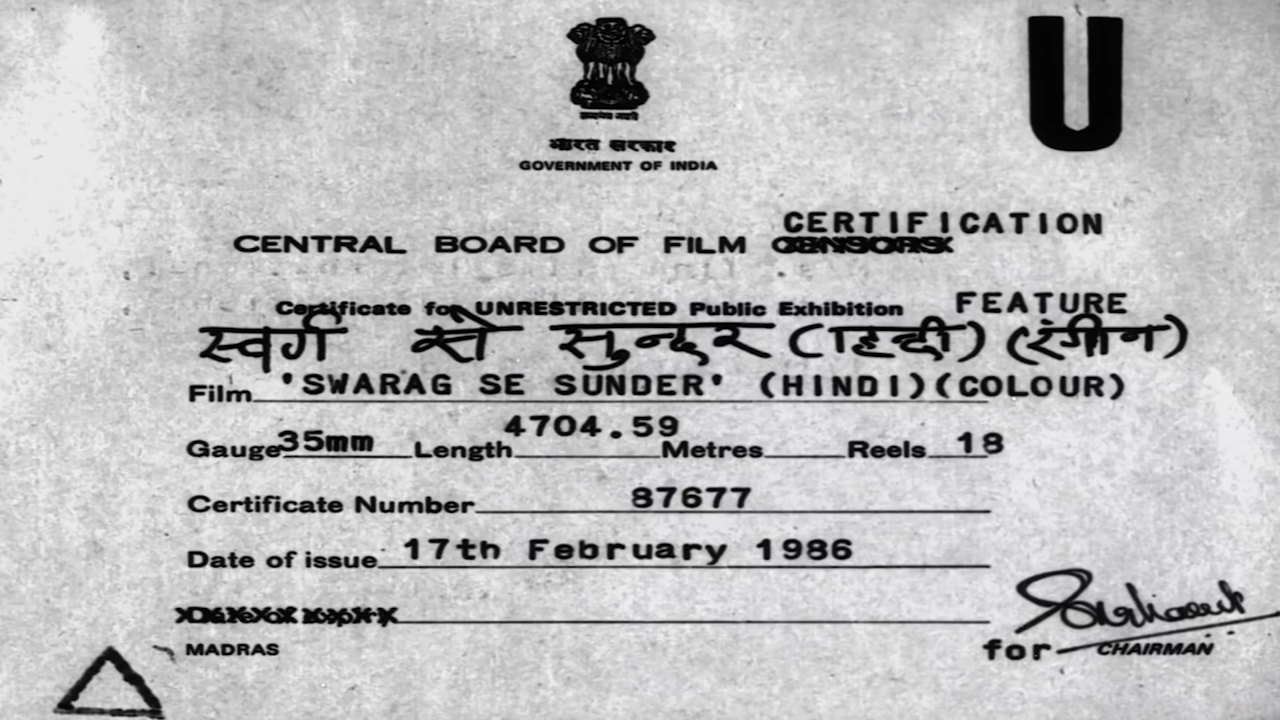 भारत सरकार
GOVERNMENT OF INDIA
U
CERTIFICATION
CENTRAL BOARD OF FILM CENSORS
Certificate for UNRESTRICTED Public Exhibition FEATURE
स्वर्ग से सुन्दर (हिन्दी) (रंगीन)
Film 'SWARAG SE SUNDER' (HINDI)(COLOUR)
Gauge 35mm Length 4704.59 Metres Reels 18
Certificate Number 87677
Date of issue 17th February 1986
MADRAS
for CHAIRMAN